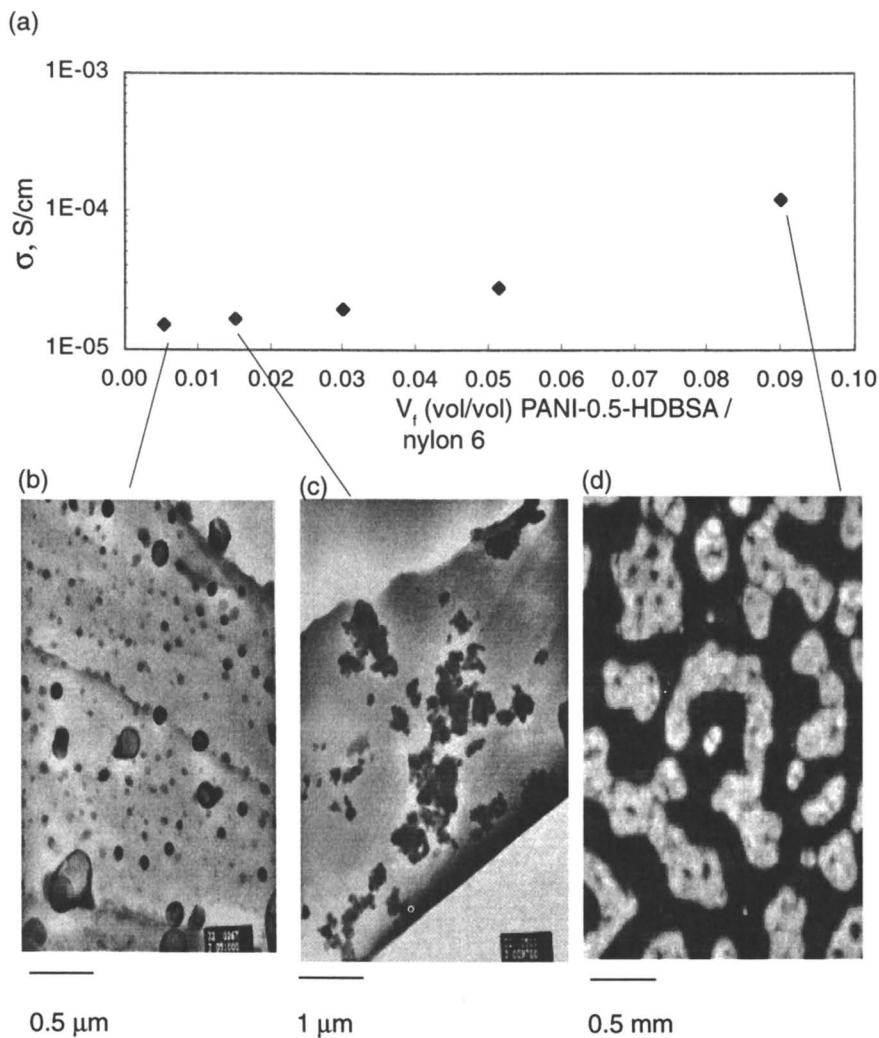 (a)
1E-03
1E-04
1E-05
σ, S/cm
0.00 0.01 0.02 0.03 0.04 0.05 0.06 0.07 0.08 0.09 0.10
V_f (vol/vol) PANI-0.5-HDBSA /
nylon 6
(b)
(c)
(d)
0.5 μm
1 μm
0.5 mm